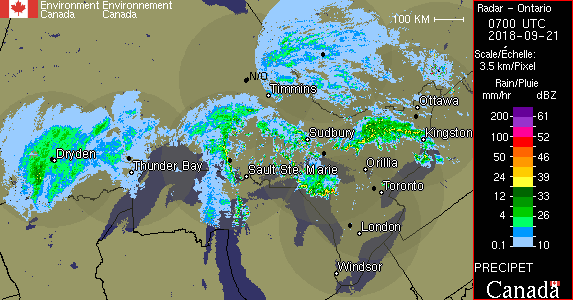 Environment Environnement
Canada Canada
100 KM
N/O
Timmins
Ottawa
Sudbury
Kingston
Dryden
Thunder Bay
Sault Ste. Marie
Orillia
Toronto
London
Windsor
Radar - Ontario
0700 UTC
2018-09-21
Scale/Échelle:
3.5 km/Pixel
Rain/Pluie
mm/hr dBZ
200 61
100 52
50 46
24 39
12 33
4 26
0.1 10
PRECIPET
Canada